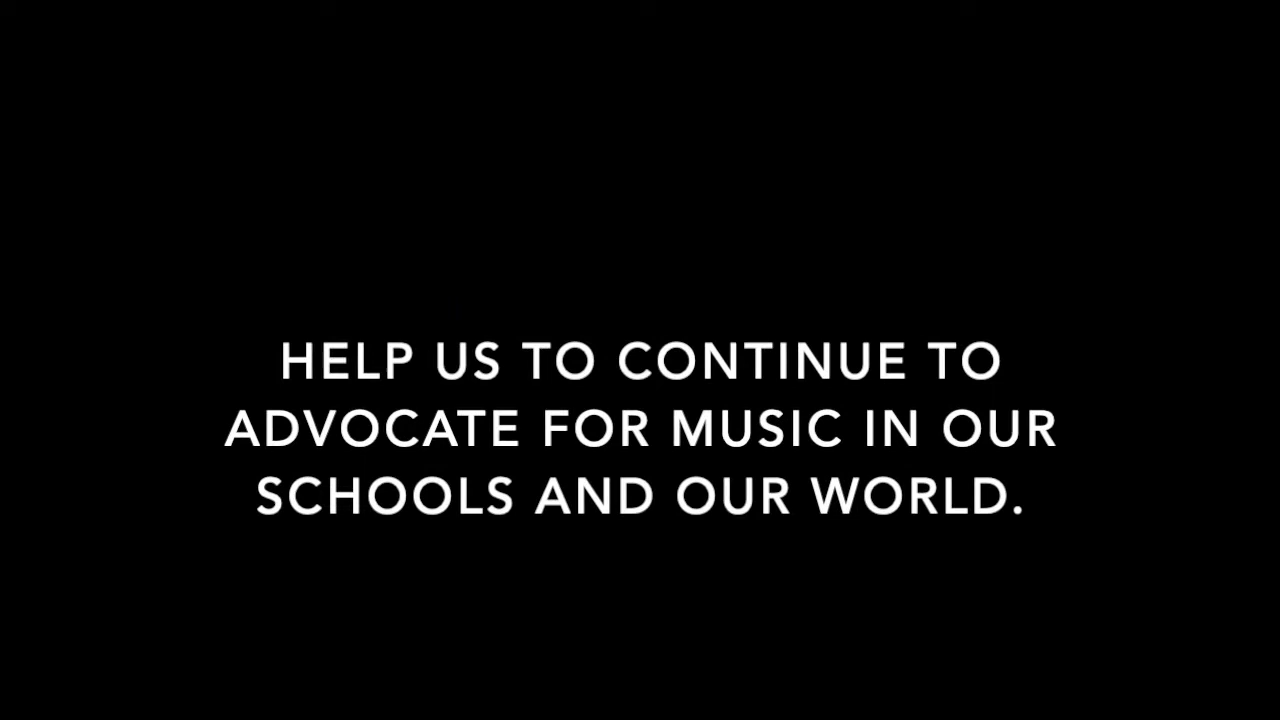 HELP US TO CONTINUE TO
ADVOCATE FOR MUSIC IN OUR
SCHOOLS AND OUR WORLD.